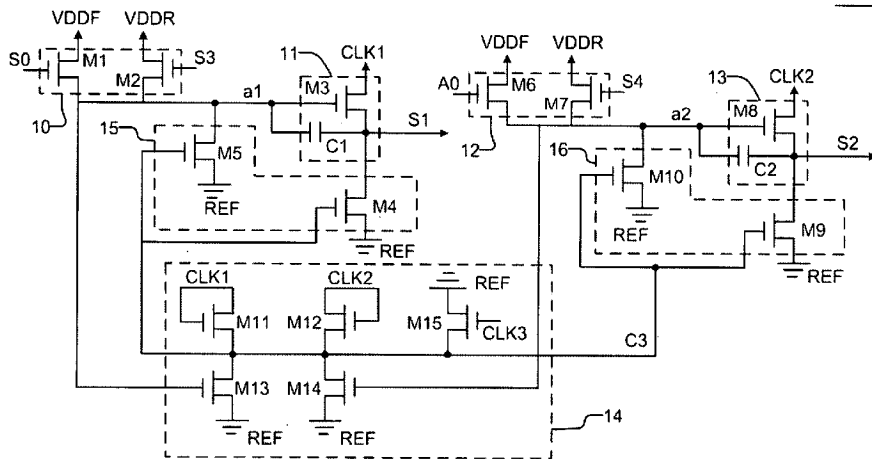 VDDF VDDR
S0 M1 S3
M2
10
11
CLK1
M3
a1
S1
C1
15
M5
REF
M4
REF
VDDF VDDR
A0 M6 S4
M7
12
13
CLK2
M8
a2
S2
C2
16
M10
REF
M9
REF
CLK1 CLK2 REF
M11 M12 M15
CLK3
C3
M13 M14
REF REF
14